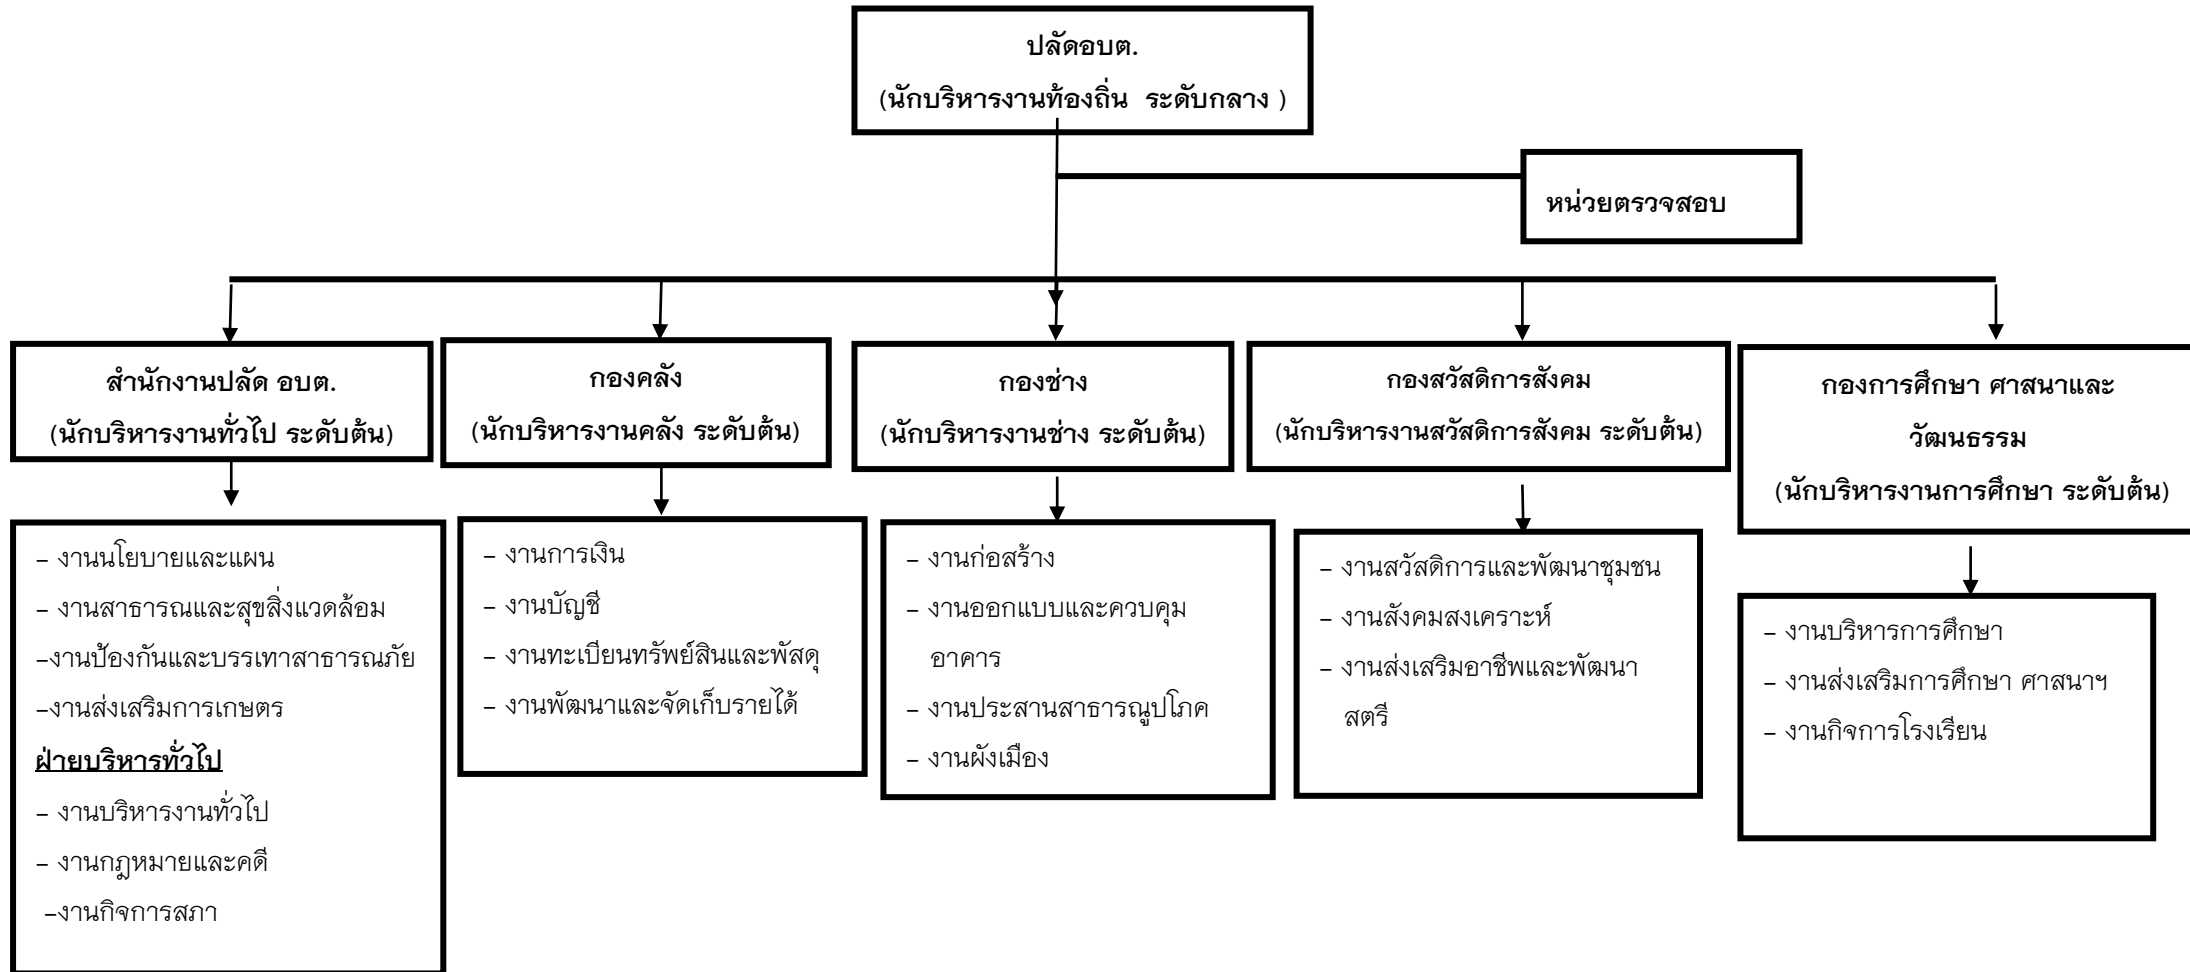 ปลัดอบต.
(นักบริหารงานท้องถิ่น ระดับกลาง )
หน่วยตรวจสอบ
สำนักงานปลัด อบต.
(นักบริหารงานทั่วไป ระดับต้น)
กองคลัง
(นักบริหารงานคลัง ระดับต้น)
กองช่าง
(นักบริหารงานช่าง ระดับต้น)
กองสวัสดิการสังคม
(นักบริหารงานสวัสดิการสังคม ระดับต้น)
กองการศึกษา ศาสนาและ
วัฒนธรรม
(นักบริหารงานการศึกษา ระดับต้น)
- งานนโยบายและแผน
- งานสาธารณและสุขสิ่งแวดล้อม
-งานป้องกันและบรรเทาสาธารณภัย
-งานส่งเสริมการเกษตร
ฝ่ายบริหารทั่วไป
- งานบริหารงานทั่วไป
- งานกฎหมายและคดี
-งานกิจการสภา
- งานการเงิน
- งานบัญชี
- งานทะเบียนทรัพย์สินและพัสดุ
- งานพัฒนาและจัดเก็บรายได้
- งานก่อสร้าง
- งานออกแบบและควบคุม
อาคาร
- งานประสานสาธารณูปโภค
- งานผังเมือง
- งานสวัสดิการและพัฒนาชุมชน
- งานสังคมสงเคราะห์
- งานส่งเสริมอาชีพและพัฒนา
สตรี
- งานบริหารการศึกษา
- งานส่งเสริมการศึกษา ศาสนาฯ
- งานกิจการโรงเรียน